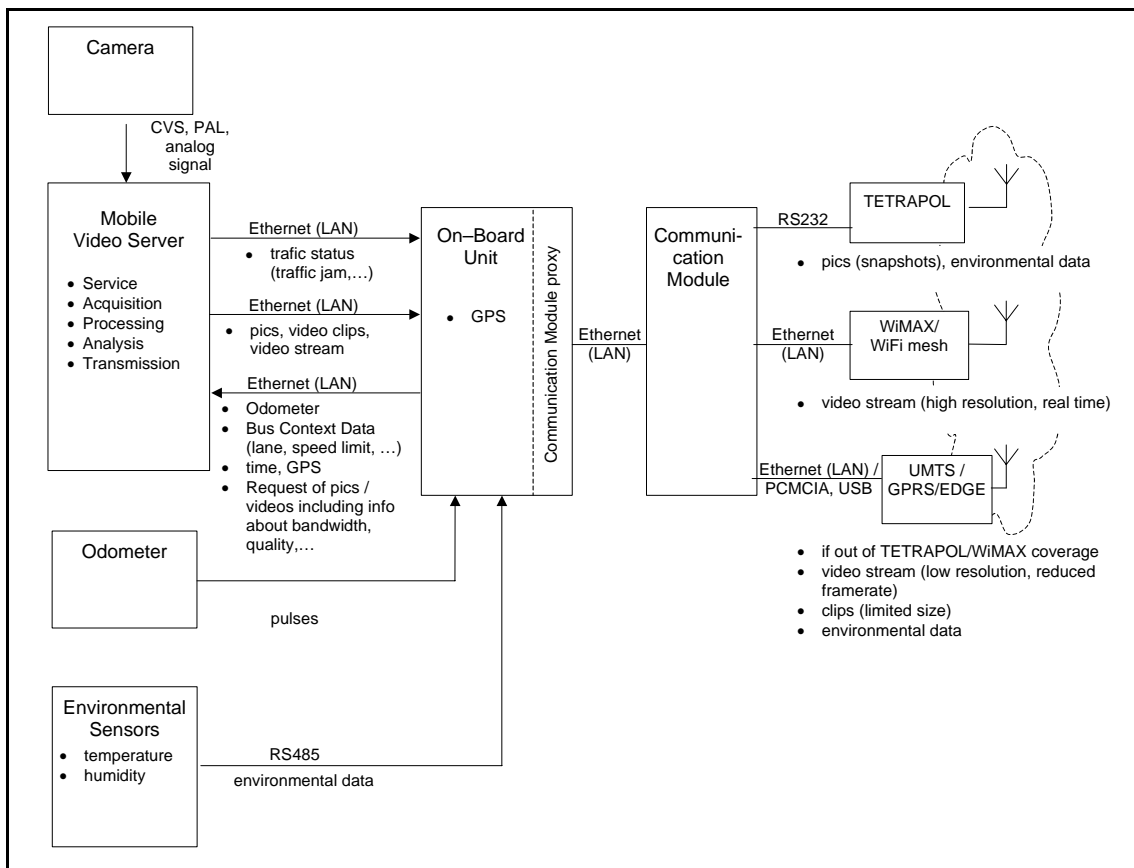 Camera
CVS, PAL,
analog
signal
Mobile
Video Server
• Service
• Acquisition
• Processing
• Analysis
• Transmission
Ethernet (LAN)
• trafic status
(traffic jam,…)
Ethernet (LAN)
• pics, video clips,
video stream
Ethernet (LAN)
• Odometer
• Bus Context Data
(lane, speed limit, …)
• time, GPS
• Request of pics /
videos including info
about bandwidth,
quality,…
On–Board
Unit
• GPS
Communication Module proxy
Ethernet
(LAN)
Communi-
cation
Module
RS232
TETRAPOL
• pics (snapshots), environmental data
Ethernet
(LAN)
WiMAX/
WiFi mesh
• video stream (high resolution, real time)
Ethernet (LAN) /
PCMCIA, USB
UMTS /
GPRS/EDGE
• if out of TETRAPOL/WiMAX coverage
• video stream (low resolution, reduced
framerate)
• clips (limited size)
• environmental data
Odometer
pulses
Environmental
Sensors
• temperature
• humidity
RS485
environmental data